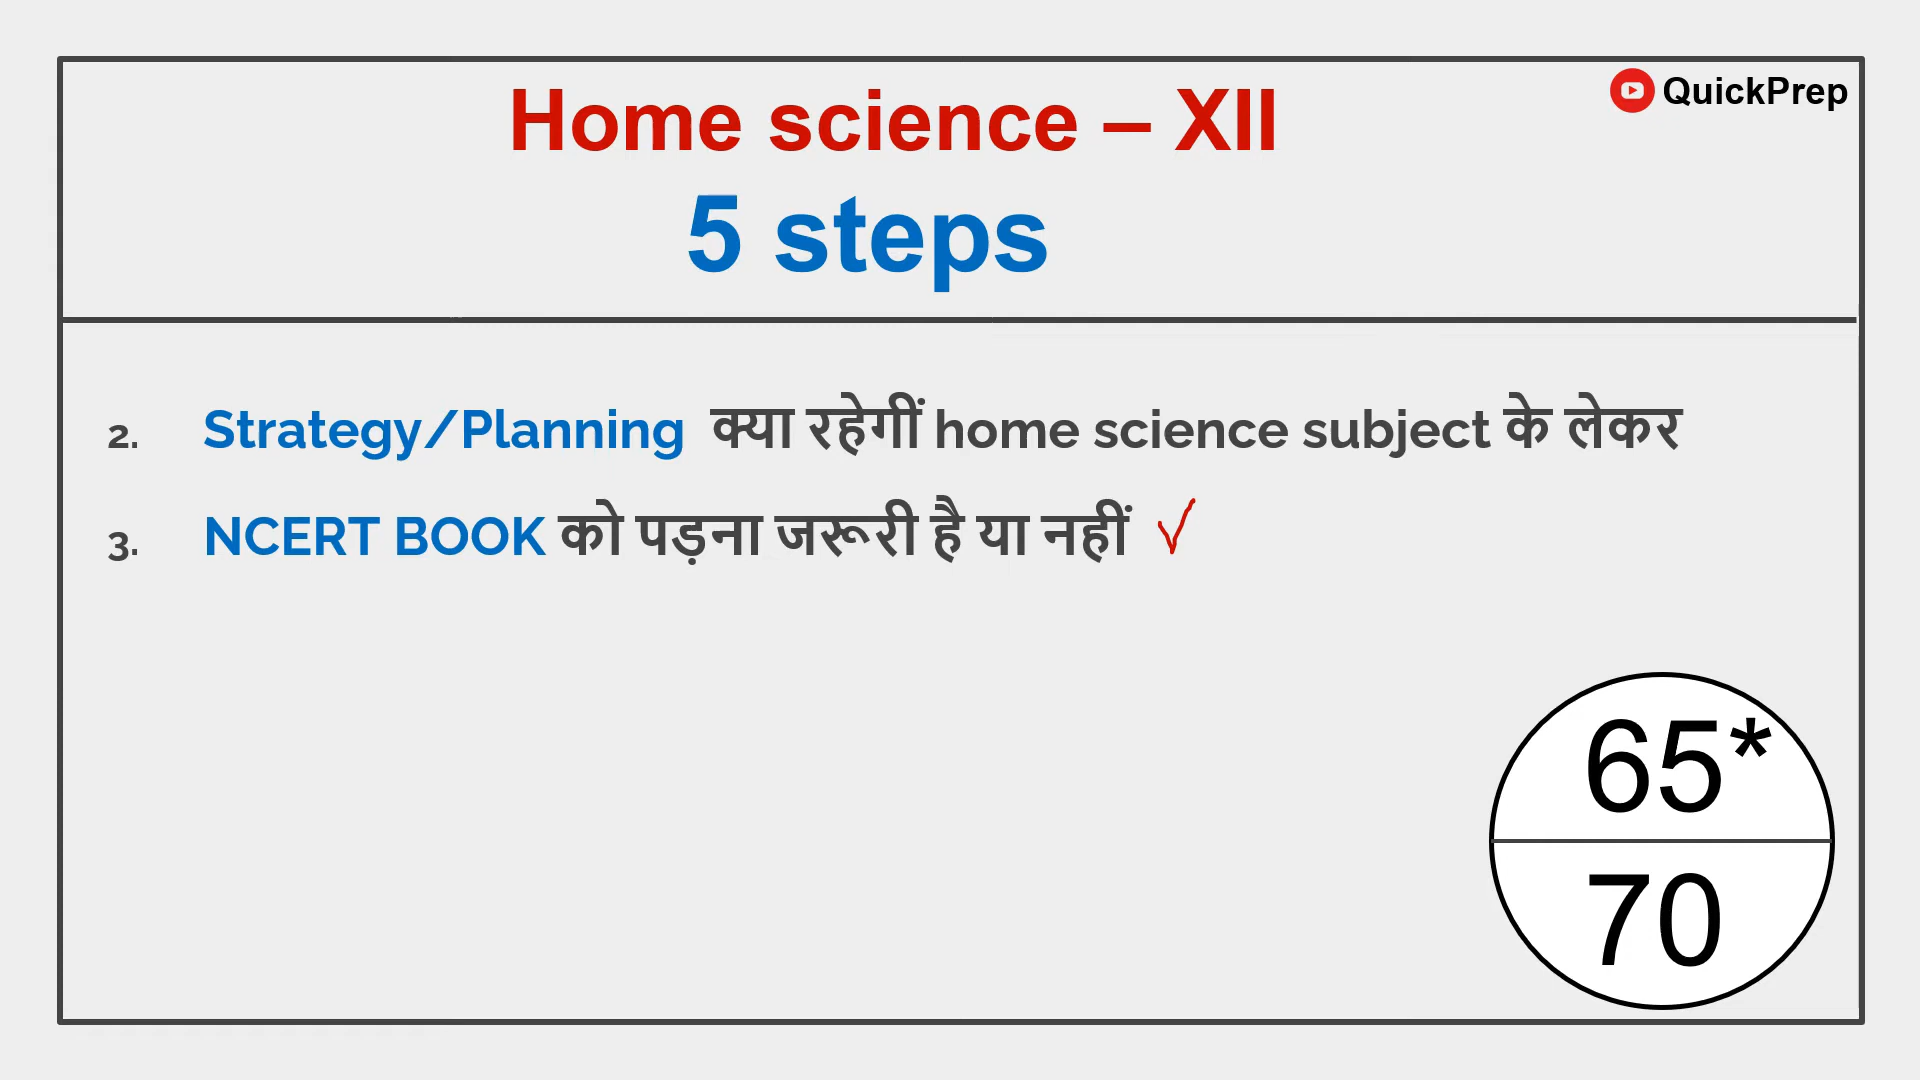 Home science – XII
QuickPrep
5 steps
2. Strategy/Planning क्या रहेगीं home science subject के लेकर
3. NCERT BOOK को पड़ना जरूरी है या नहीं ✓
65*
70